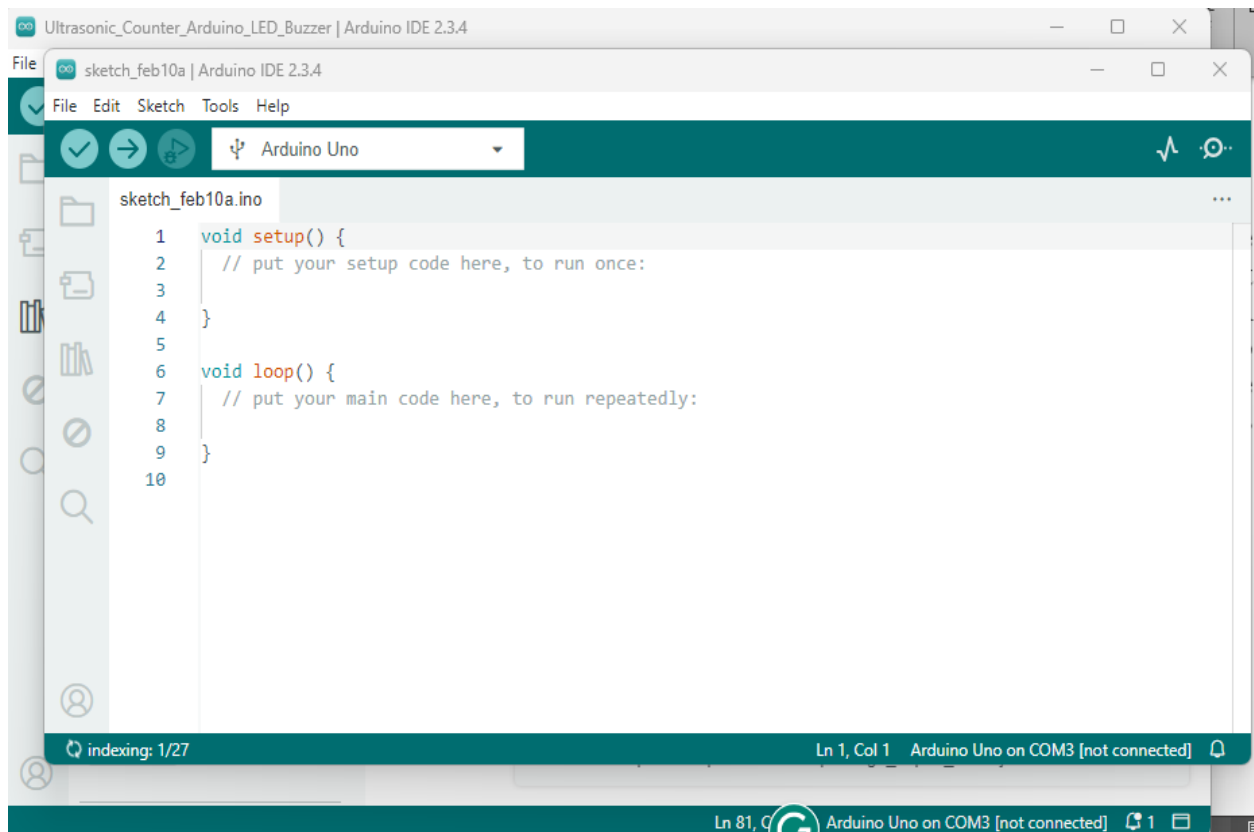 Ultrasonic_Counter_Arduino_LED_Buzzer | Arduino IDE 2.3.4
File
sketch_feb10a | Arduino IDE 2.3.4
File Edit Sketch Tools Help
Arduino Uno
sketch_feb10a.ino
1 void setup() {
2 // put your setup code here, to run once:
3
4 }
5
6 void loop() {
7 // put your main code here, to run repeatedly:
8
9 }
10
indexing: 1/27
Ln 1, Col 1 Arduino Uno on COM3 [not connected]
Ln 81, Arduino Uno on COM3 [not connected] 1